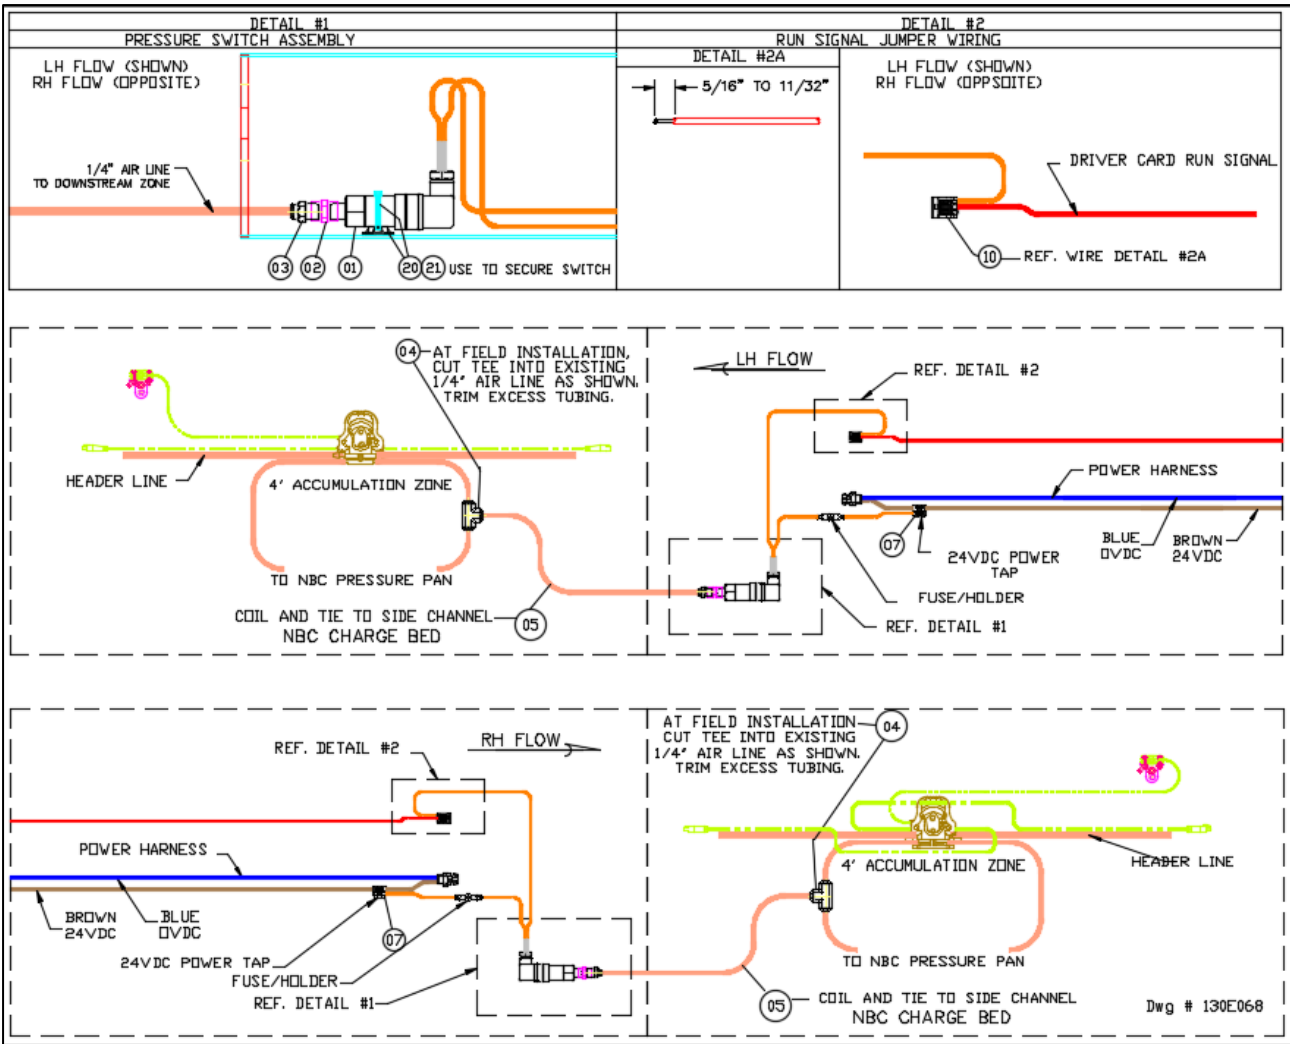 DETAIL #1
PRESSURE SWITCH ASSEMBLY
LH FLOW (SHOWN)
RH FLOW (OPPOSITE)
1/4" AIR LINE
TO DOWNSTREAM ZONE
03
02
01
20
21
USE TO SECURE SWITCH
DETAIL #2
RUN SIGNAL JUMPER WIRING
DETAIL #2A
5/16" TO 11/32"
LH FLOW (SHOWN)
RH FLOW (OPPSOITE)
DRIVER CARD RUN SIGNAL
10
REF. WIRE DETAIL #2A
04
AT FIELD INSTALLATION,
CUT TEE INTO EXISTING
1/4" AIR LINE AS SHOWN.
TRIM EXCESS TUBING.
HEADER LINE
4' ACCUMULATION ZONE
TO NBC PRESSURE PAN
COIL AND TIE TO SIDE CHANNEL
05
NBC CHARGE BED
LH FLOW
REF. DETAIL #2
POWER HARNESS
07
BLUE
0VDC
BROWN
24VDC
24VDC POWER
TAP
FUSE/HOLDER
REF. DETAIL #1
REF. DETAIL #2
RH FLOW
POWER HARNESS
BROWN
24VDC
BLUE
0VDC
07
24VDC POWER TAP
FUSE/HOLDER
REF. DETAIL #1
AT FIELD INSTALLATION
CUT TEE INTO EXISTING
1/4" AIR LINE AS SHOWN.
TRIM EXCESS TUBING.
04
4' ACCUMULATION ZONE
HEADER LINE
TO NBC PRESSURE PAN
05
COIL AND TIE TO SIDE CHANNEL
NBC CHARGE BED
Dwg # 130E068